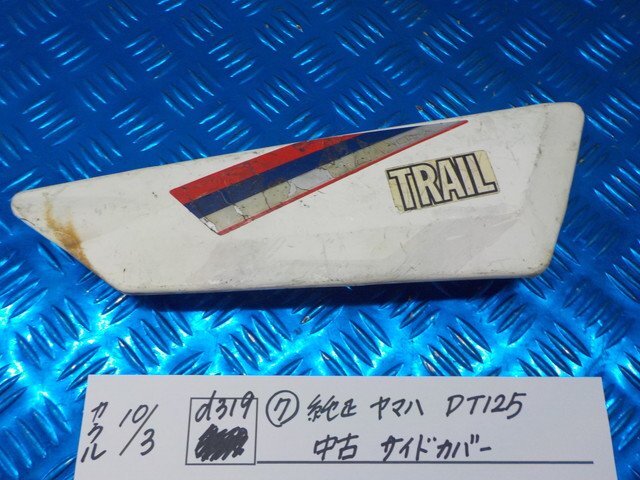 TRAIL
カウル
10/3
d319
⑦ 純正 ヤマハ DT125
中古 サイドカバー